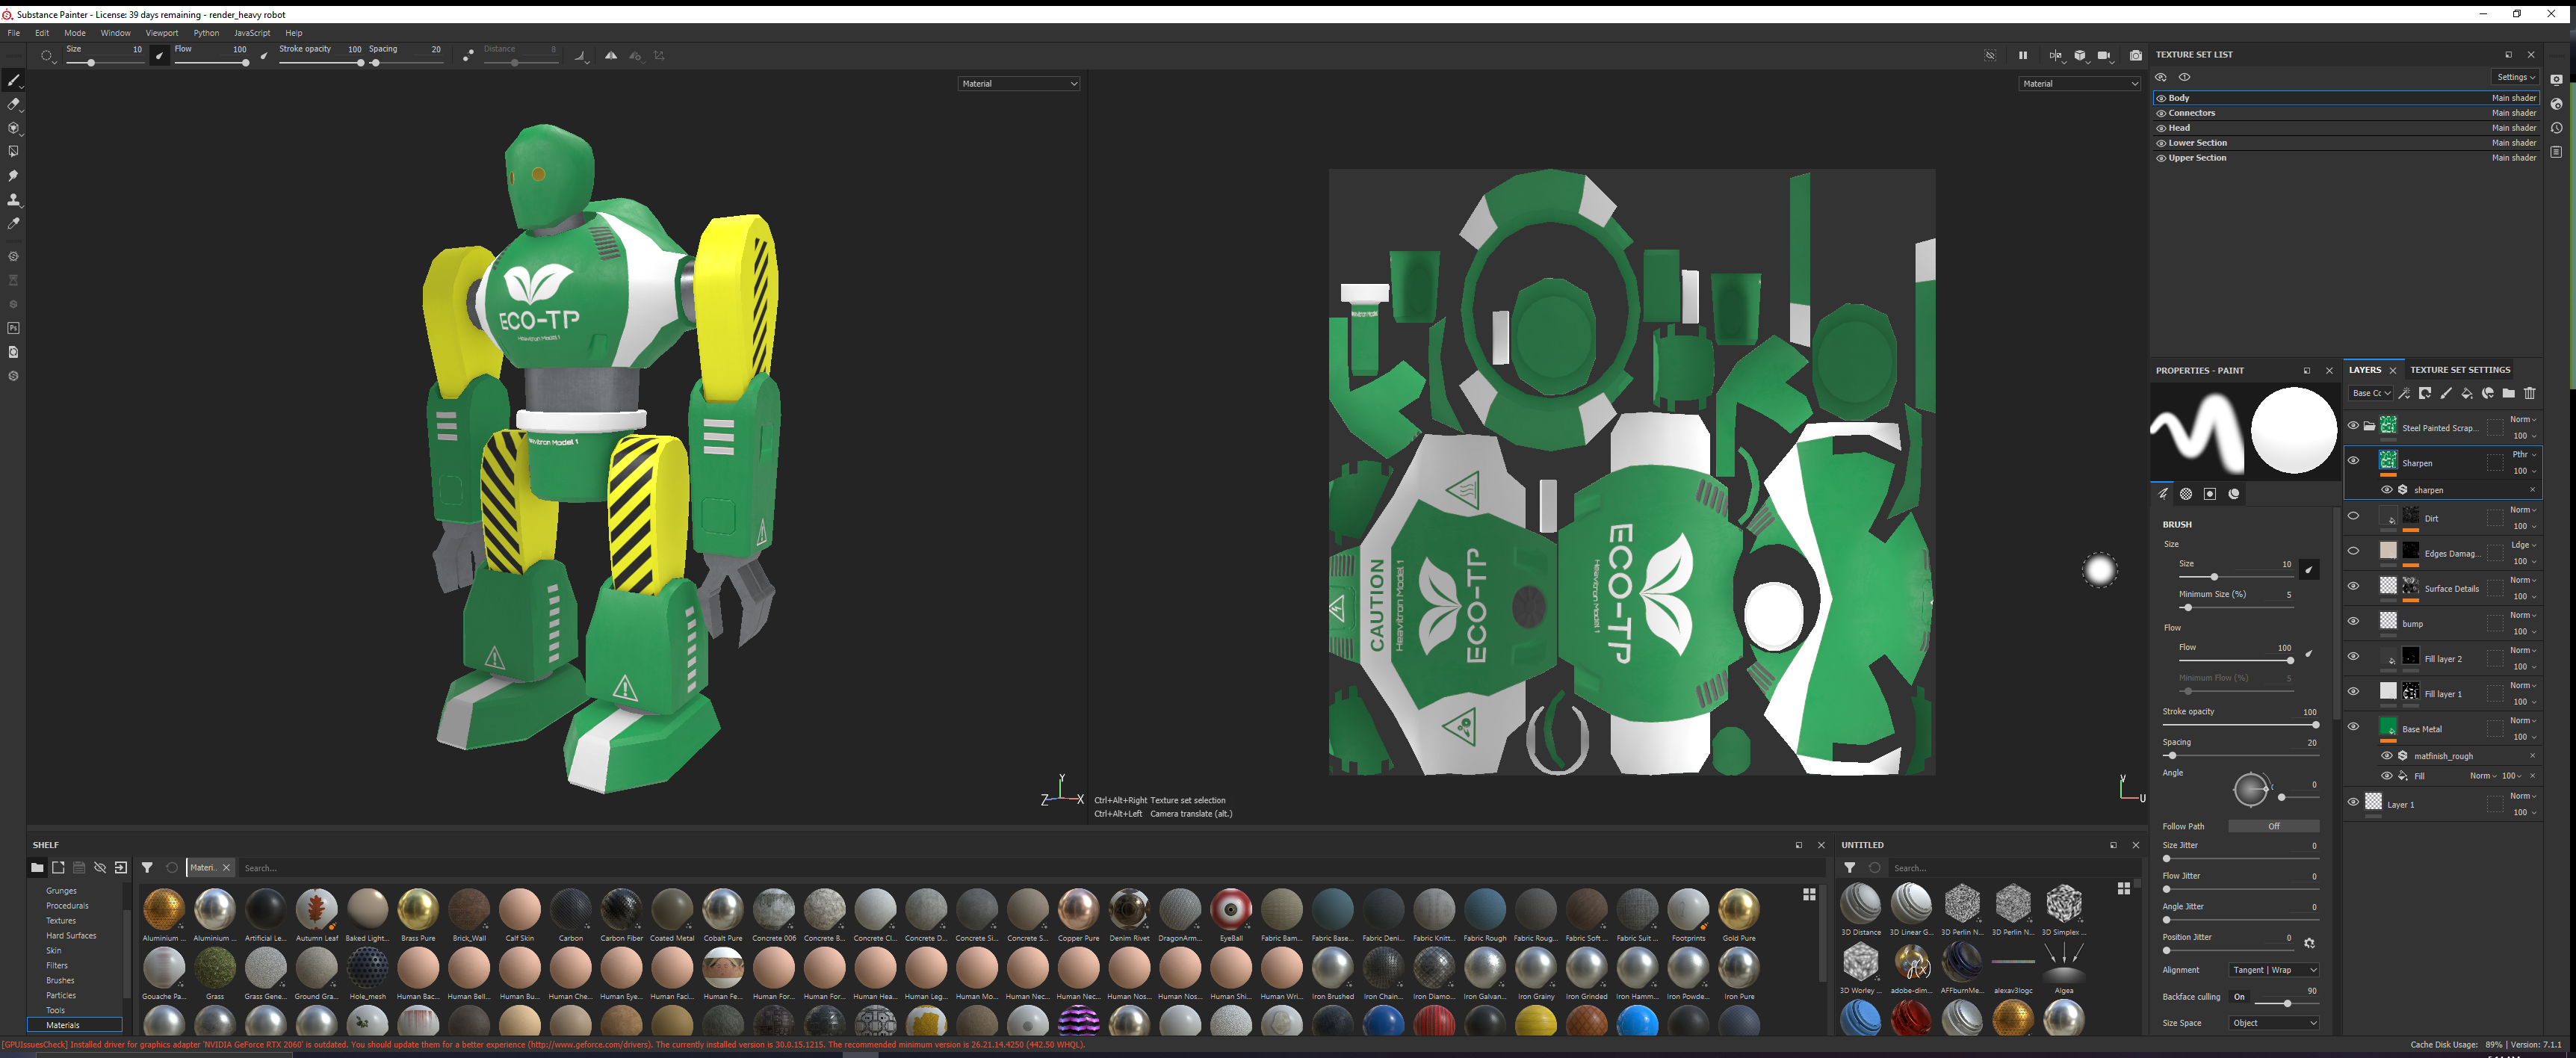 Substance Painter - License: 39 days remaining - render_heavy robot
File Edit Mode Window Viewport Python JavaScript Help
Size 10 Flow 100 Stroke opacity 100 Spacing 20 Distance 8
Material
Material
ECO-TP
Heavitron Model 1
Heavitron Model 1
Z Y X
CAUTION
Heavitron Model 1
ECO-TP
ECO-TP
Heavitron Model 1
Ctrl+Alt+Right Texture set selection
Ctrl+Alt+Left Camera translate (alt.)
V U
TEXTURE SET LIST
Settings
Body Main shader
Connectors Main shader
Head Main shader
Lower Section Main shader
Upper Section Main shader
PROPERTIES - PAINT
BRUSH
Size
Size 10
Minimum Size (%) 5
Flow
Flow 100
Minimum Flow (%) 5
Stroke opacity 100
Spacing 20
Angle 0
Follow Path Off
Size Jitter 0
Flow Jitter 0
Angle Jitter 0
Position Jitter 0
Alignment Tangent | Wrap
Backface culling On 90
Size Space Object
LAYERS TEXTURE SET SETTINGS
Base Cc
Steel Painted Scrap... Norm 100
Sharpen Pthr 100
sharpen
Dirt Norm 100
Edges Damag... Ldge 100
Surface Details Norm 100
bump Norm 100
Fill layer 2 Norm 100
Fill layer 1 Norm 100
Base Metal Norm 100
matfinish_rough
Fill Norm 100
Layer 1 Norm 100
SHELF
Materi.. Search...
Grunges
Procedurals
Textures
Hard Surfaces
Skin
Filters
Brushes
Particles
Tools
Materials
Aluminium ... Aluminium ... Artificial Le... Autumn Leaf Baked Light... Brass Pure Brick_Wall Calf Skin Carbon Carbon Fiber Coated Metal Cobalt Pure Concrete 006 Concrete B... Concrete Cl... Concrete D... Concrete Si... Concrete S... Copper Pure Denim Rivet DragonArm... EyeBall Fabric Bam... Fabric Base... Fabric Deni... Fabric Knitt... Fabric Rough Fabric Roug... Fabric Soft ... Fabric Suit ... Footprints Gold Pure
Gouache Pa... Grass Grass Gene... Ground Gra... Hole_mesh Human Bac... Human Bell... Human Bu... Human Che... Human Eye... Human Faci... Human Fe... Human For... Human For... Human Hea... Human Leg... Human Mo... Human Nec... Human Nec... Human Nos... Human Nos... Human Shi... Human Wri... Iron Brushed Iron Chain... Iron Diamo... Iron Galvan... Iron Grainy Iron Grinded Iron Hamm... Iron Powde... Iron Pure
UNTITLED
Search...
3D Distance 3D Linear G... 3D Perlin N... 3D Perlin N... 3D Simplex ...
3D Worley ... adobe-dim... AFFburnMe... alexav3logc Algea
[GPUIssuesCheck] Installed driver for graphics adapter 'NVIDIA GeForce RTX 2060' is outdated. You should update them for a better experience (http://www.geforce.com/drivers). The currently installed version is 30.0.15.1215. The recommended minimum version is 26.21.14.4250 (442.50 WHQL).
Cache Disk Usage: 89% | Version: 7.1.1